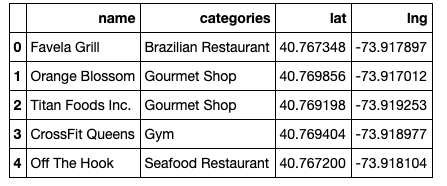 name categories lat lng
0 Favela Grill Brazilian Restaurant 40.767348 -73.917897
1 Orange Blossom Gourmet Shop 40.769856 -73.917012
2 Titan Foods Inc. Gourmet Shop 40.769198 -73.919253
3 CrossFit Queens Gym 40.769404 -73.918977
4 Off The Hook Seafood Restaurant 40.767200 -73.918104